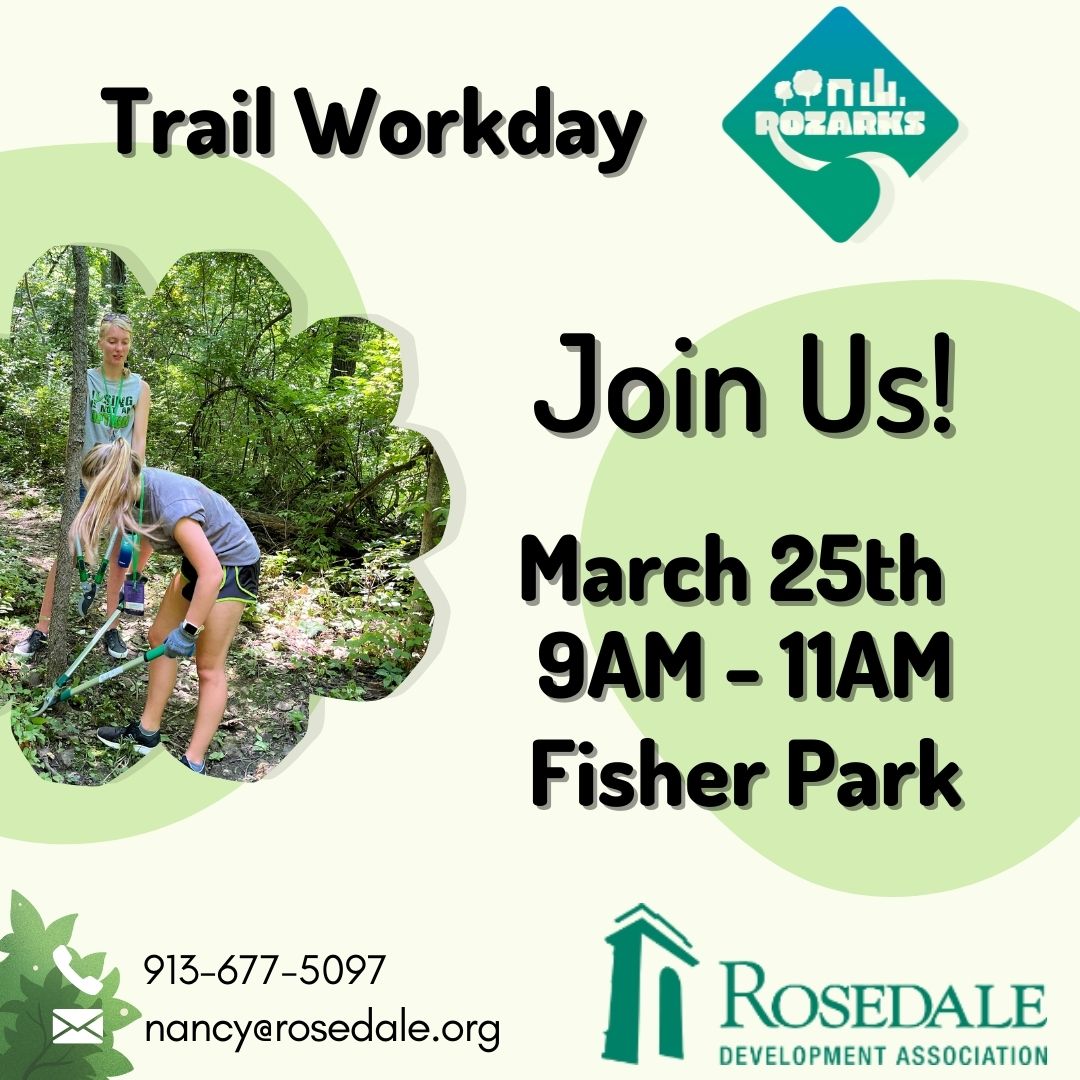 Trail Workday
ROZARKS
Join Us!
March 25th
9AM - 11AM
Fisher Park
913-677-5097
nancy@rosedale.org
ROSEDALE
DEVELOPMENT ASSOCIATION